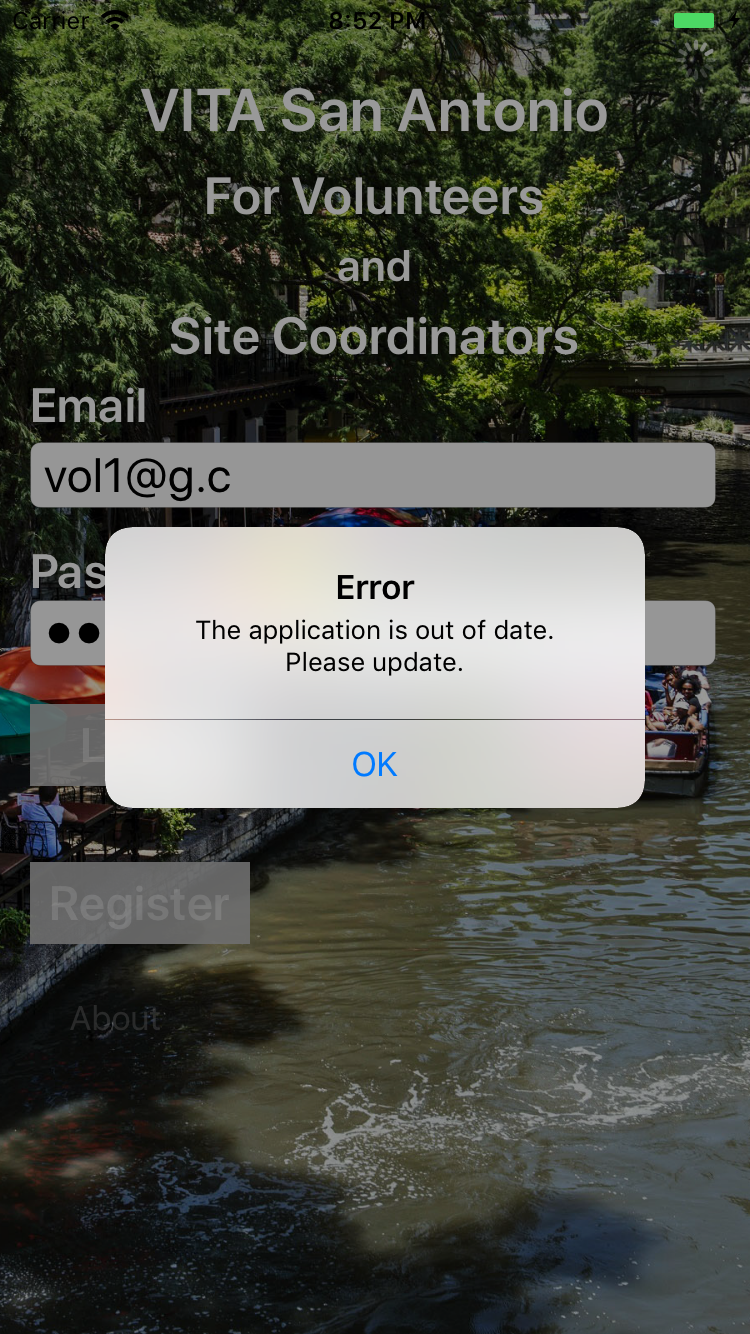 Carrier 8:52 PM
VITA San Antonio
For Volunteers
and
Site Coordinators
Email
vol1@g.c
Pas
Error
The application is out of date.
Please update.
L
OK
Register
About